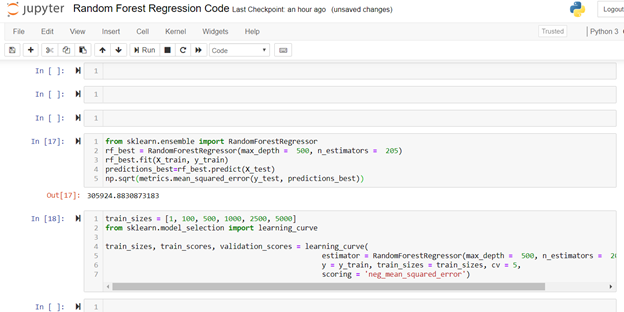 jupyter Random Forest Regression Code Last Checkpoint: an hour ago (unsaved changes)
Logout
File Edit View Insert Cell Kernel Widgets Help
Trusted
Python 3
Run
Code
In [ ]: 1
In [ ]: 1
In [ ]: 1
In [17]: 1 from sklearn.ensemble import RandomForestRegressor
2 rf_best = RandomForestRegressor(max_depth = 500, n_estimators = 205)
3 rf_best.fit(X_train, y_train)
4 predictions_best=rf_best.predict(X_test)
5 np.sqrt(metrics.mean_squared_error(y_test, predictions_best))
Out[17]: 305924.8830873183
In [18]: 1 train_sizes = [1, 100, 500, 1000, 2500, 5000]
2 from sklearn.model_selection import learning_curve
3
4 train_sizes, train_scores, validation_scores = learning_curve(
5 estimator = RandomForestRegressor(max_depth = 500, n_estimators =
6 y = y_train, train_sizes = train_sizes, cv = 5,
7 scoring = 'neg_mean_squared_error')
In [ ]: 1